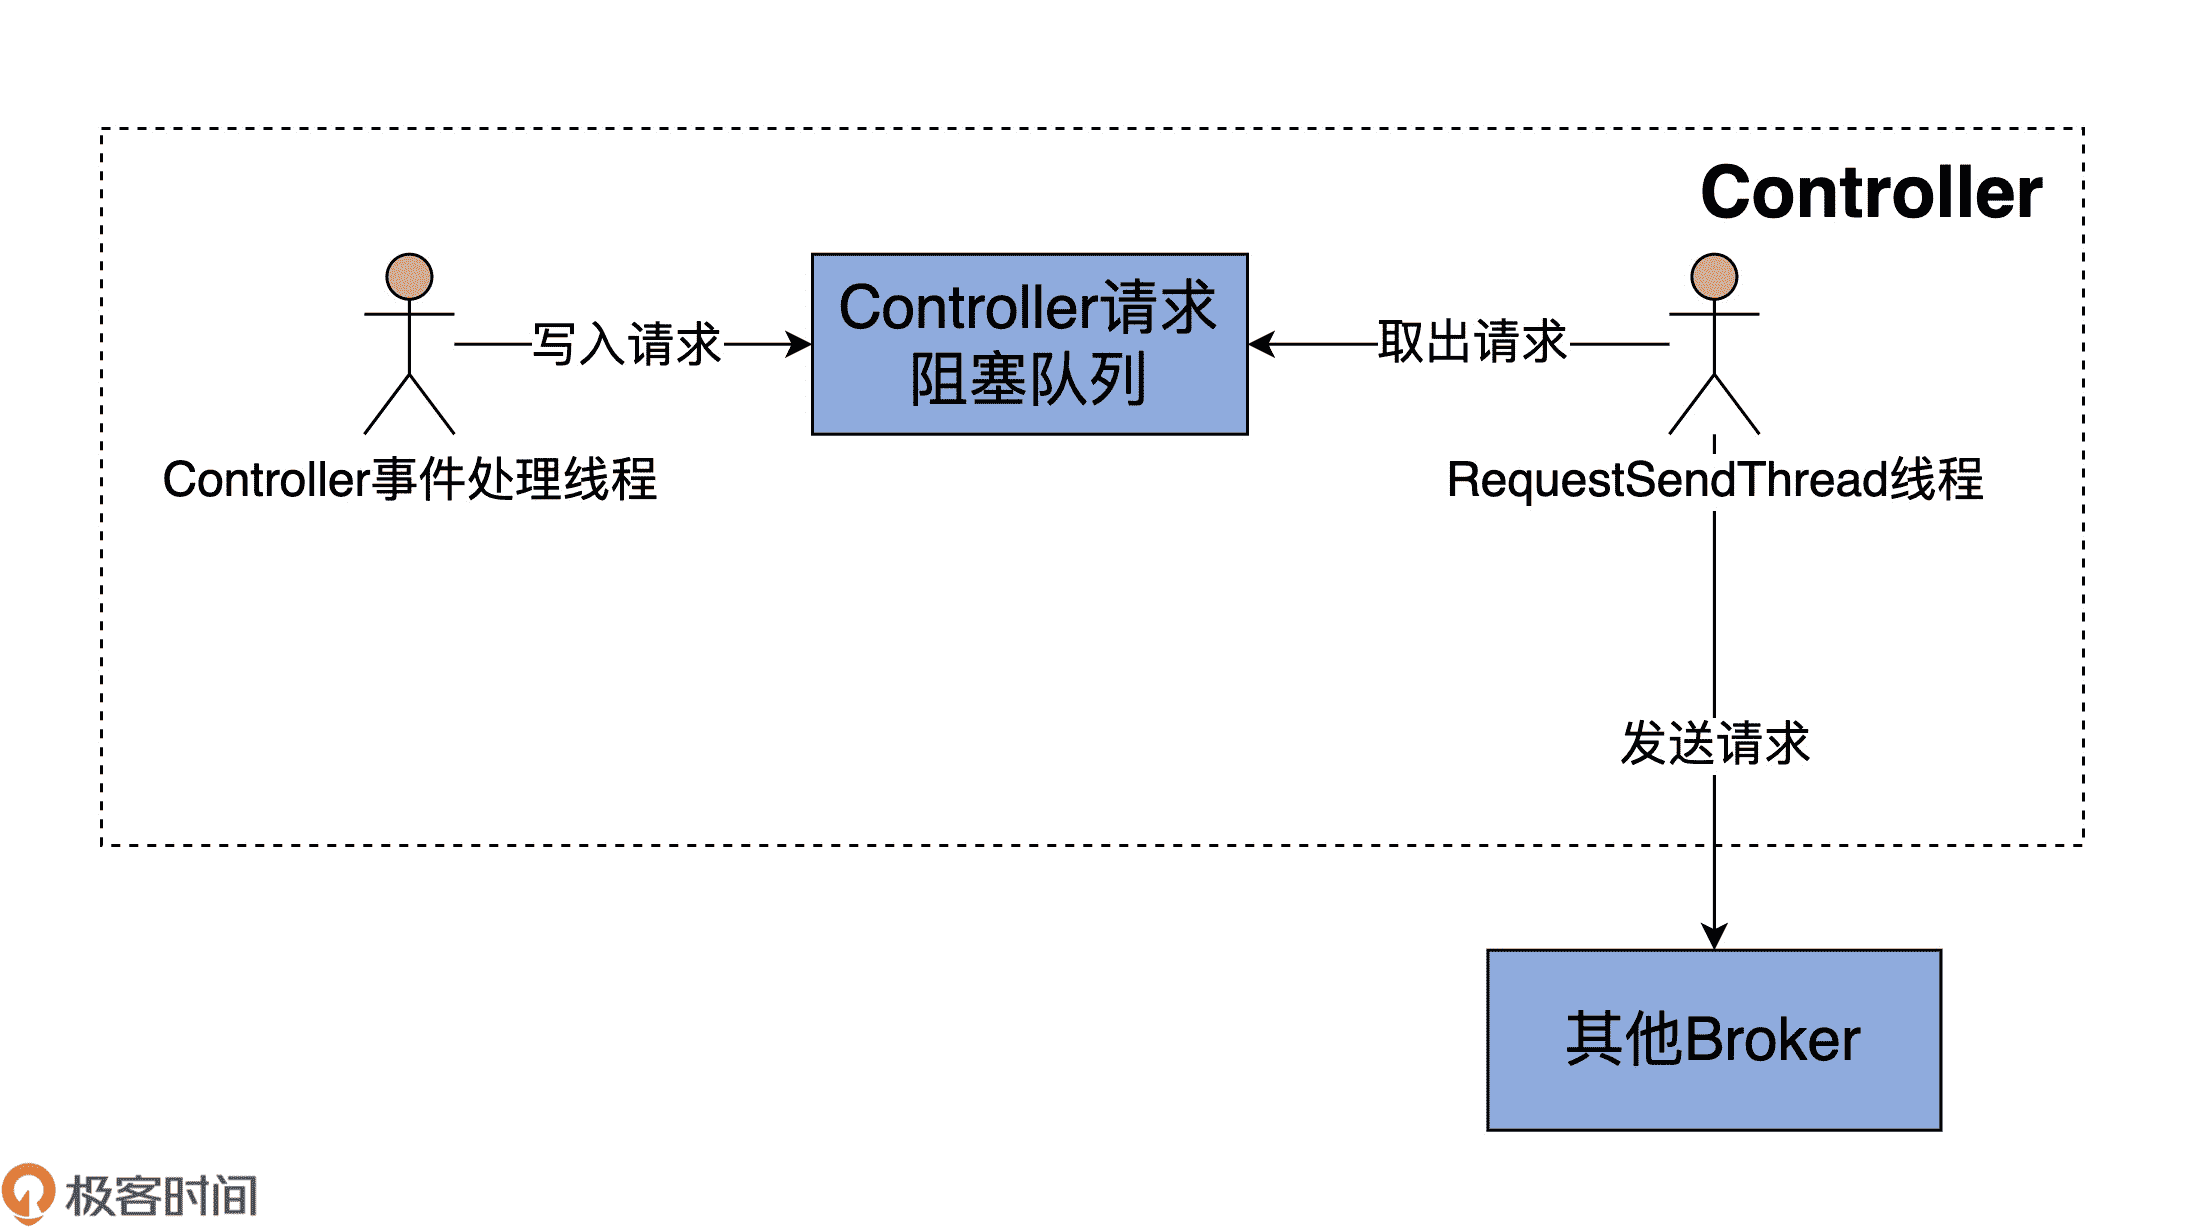 Controller
Controller请求
阻塞队列
写入请求
取出请求
Controller事件处理线程
RequestSendThread线程
发送请求
其他Broker
极客时间